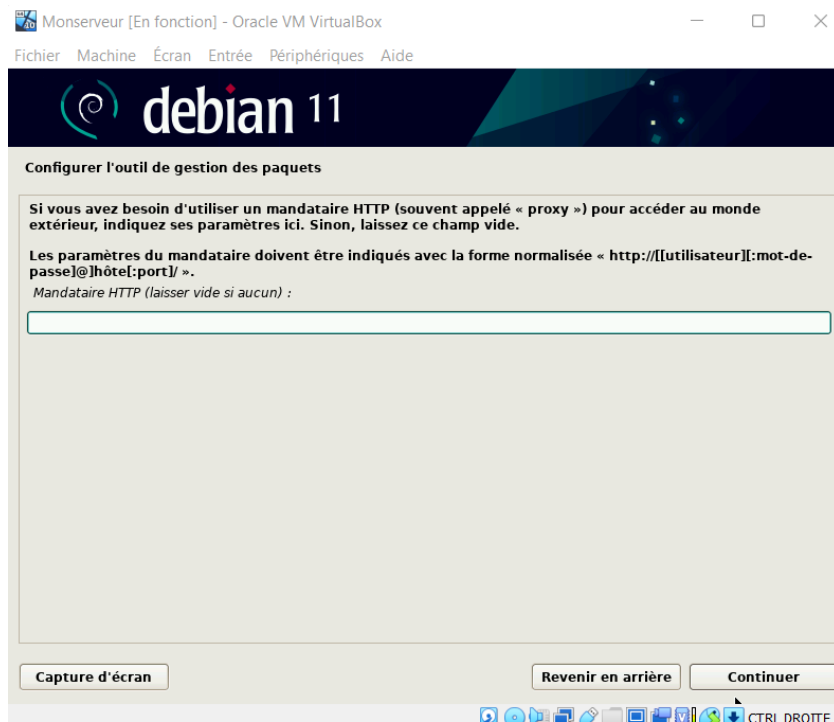 Monserveur [En fonction] - Oracle VM VirtualBox
Fichier Machine Écran Entrée Périphériques Aide
debian 11
Configurer l'outil de gestion des paquets
Si vous avez besoin d'utiliser un mandataire HTTP (souvent appelé « proxy ») pour accéder au monde
extérieur, indiquez ses paramètres ici. Sinon, laissez ce champ vide.
Les paramètres du mandataire doivent être indiqués avec la forme normalisée « http://[[utilisateur][:mot-de-
passe]@]hôte[:port]/ ».
Mandataire HTTP (laisser vide si aucun) :
Capture d'écran Revenir en arrière Continuer
CTRL DROITE